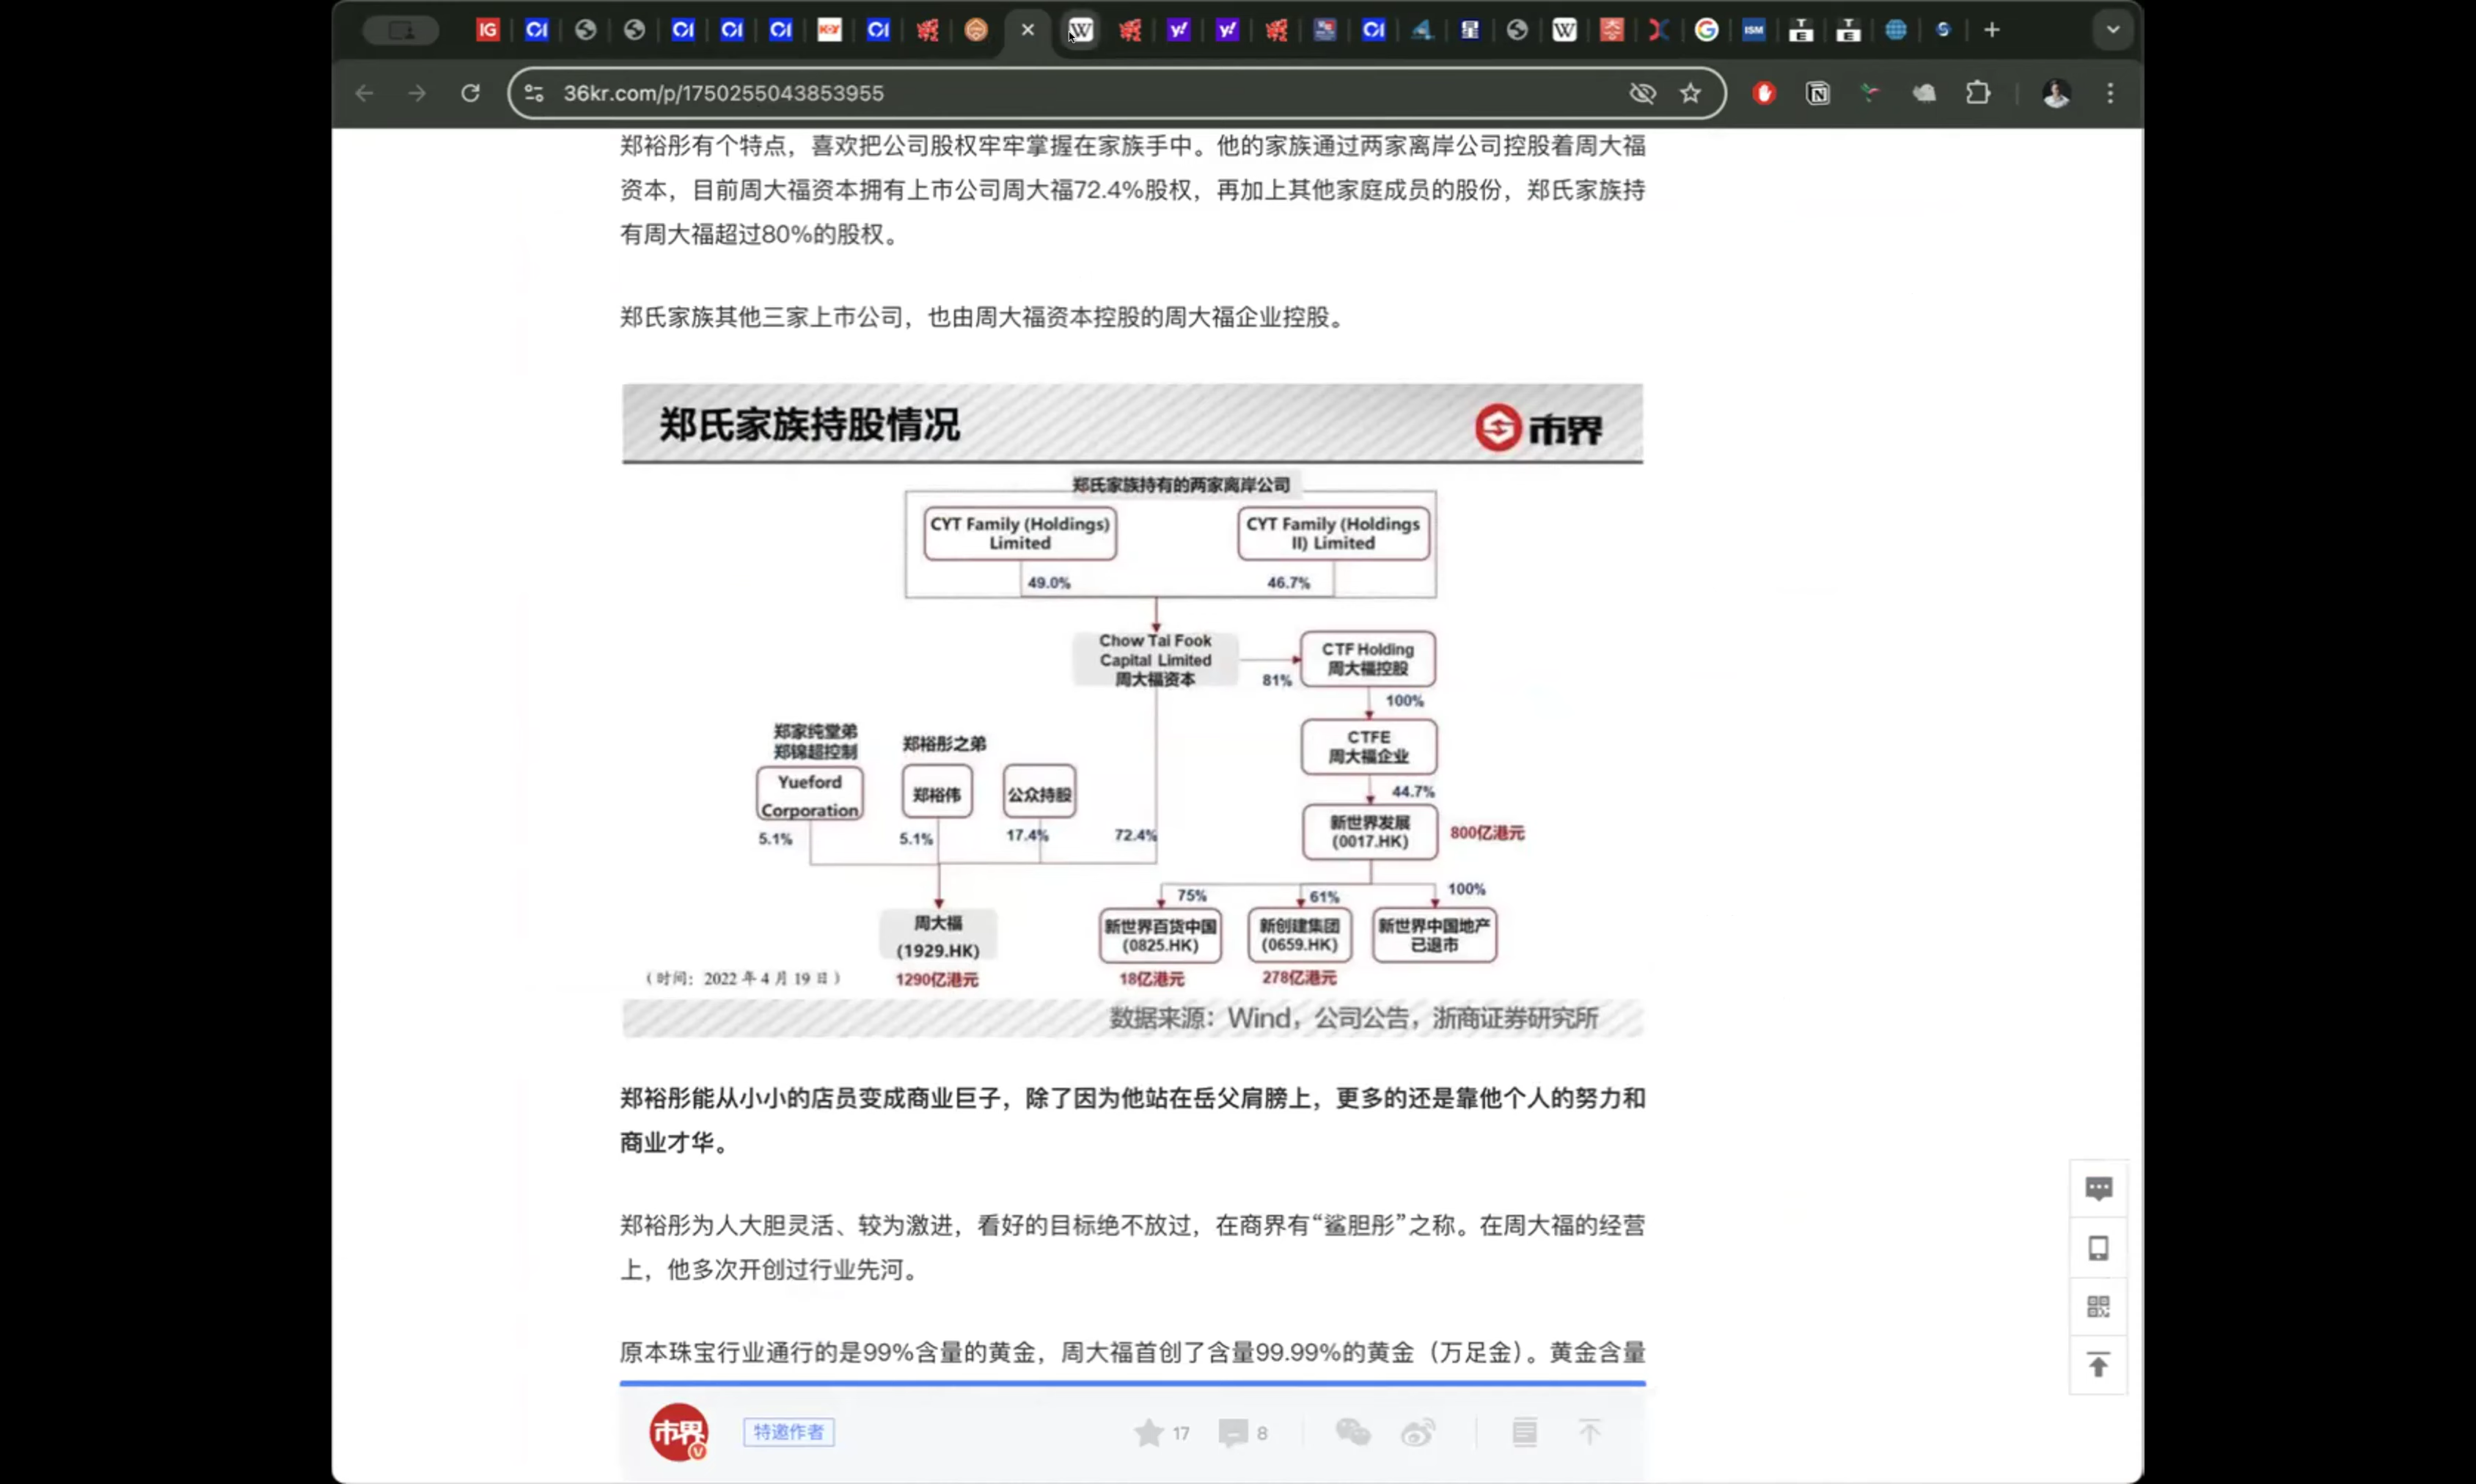 36kr.com/p/1750255043853955
郑裕彤有个特点，喜欢把公司股权牢牢掌握在家族手中。他的家族通过两家离岸公司控股着周大福
资本，目前周大福资本拥有上市公司周大福72.4%股权，再加上其他家庭成员的股份，郑氏家族持
有周大福超过80%的股权。
郑氏家族其他三家上市公司，也由周大福资本控股的周大福企业控股。
郑氏家族持股情况
市界
郑氏家族持有的两家离岸公司
CYT Family (Holdings)
Limited
CYT Family (Holdings
II) Limited
49.0%
46.7%
Chow Tai Fook
Capital Limited
周大福资本
81%
CTF Holding
周大福控股
100%
CTFE
周大福企业
44.7%
新世界发展
(0017.HK)
800亿港元
郑家纯堂弟
郑锦超控制
郑裕彤之弟
Yueford
Corporation
郑裕伟
公众持股
5.1%
5.1%
17.4%
72.4%
75%
61%
100%
周大福
(1929.HK)
新世界百货中国
(0825.HK)
新创建集团
(0659.HK)
新世界中国地产
已退市
（时间：2022年4月19日）
1290亿港元
18亿港元
278亿港元
数据来源：Wind，公司公告，浙商证券研究所
郑裕彤能从小小的店员变成商业巨子，除了因为他站在岳父肩膀上，更多的还是靠他个人的努力和
商业才华。
郑裕彤为人大胆灵活、较为激进，看好的目标绝不放过，在商界有“鲨胆彤”之称。在周大福的经营
上，他多次开创过行业先河。
原本珠宝行业通行的是99%含量的黄金，周大福首创了含量99.99%的黄金（万足金）。黄金含量
市界
特邀作者
17
8